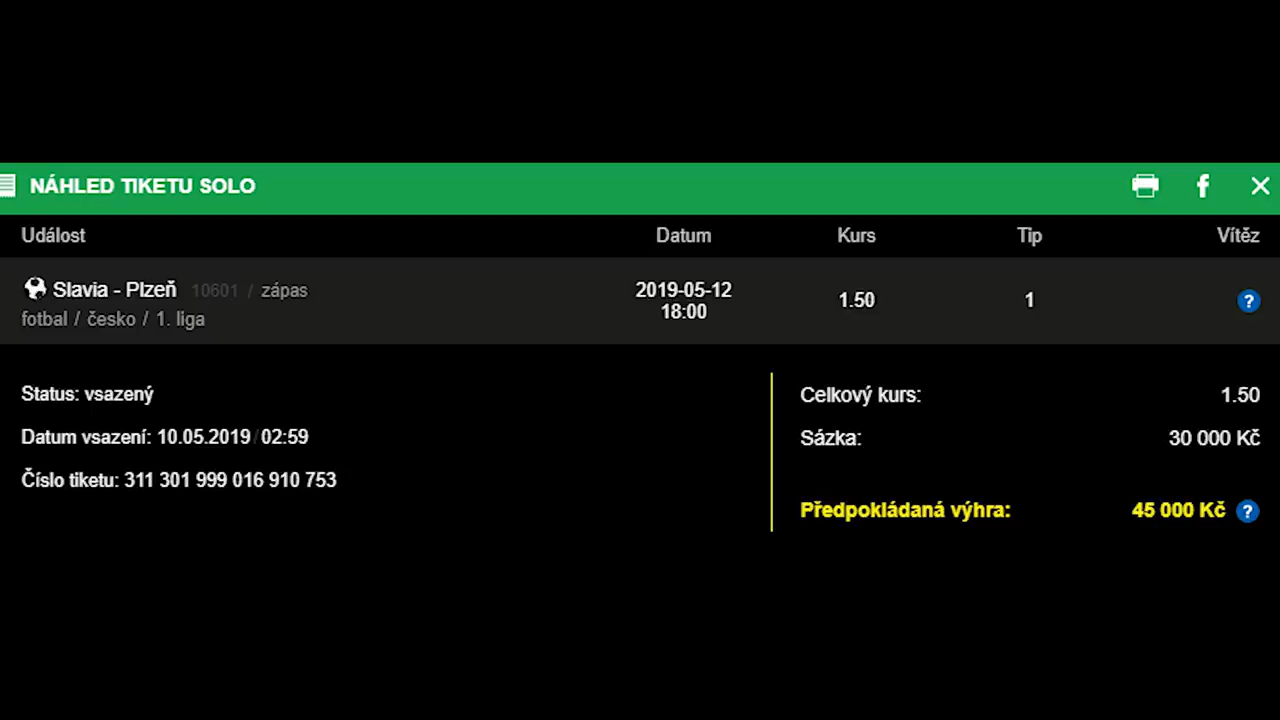 NÁHLED TIKETU SOLO
Událost Datum Kurs Tip Vítěz
Slavia - Plzeň 10601 / zápas 2019-05-12 18:00 1.50 1 ?
fotbal / česko / 1. liga
Status: vsazený
Datum vsazení: 10.05.2019 / 02:59
Číslo tiketu: 311 301 999 016 910 753
Celkový kurs: 1.50
Sázka: 30 000 Kč
Předpokládaná výhra: 45 000 Kč ?